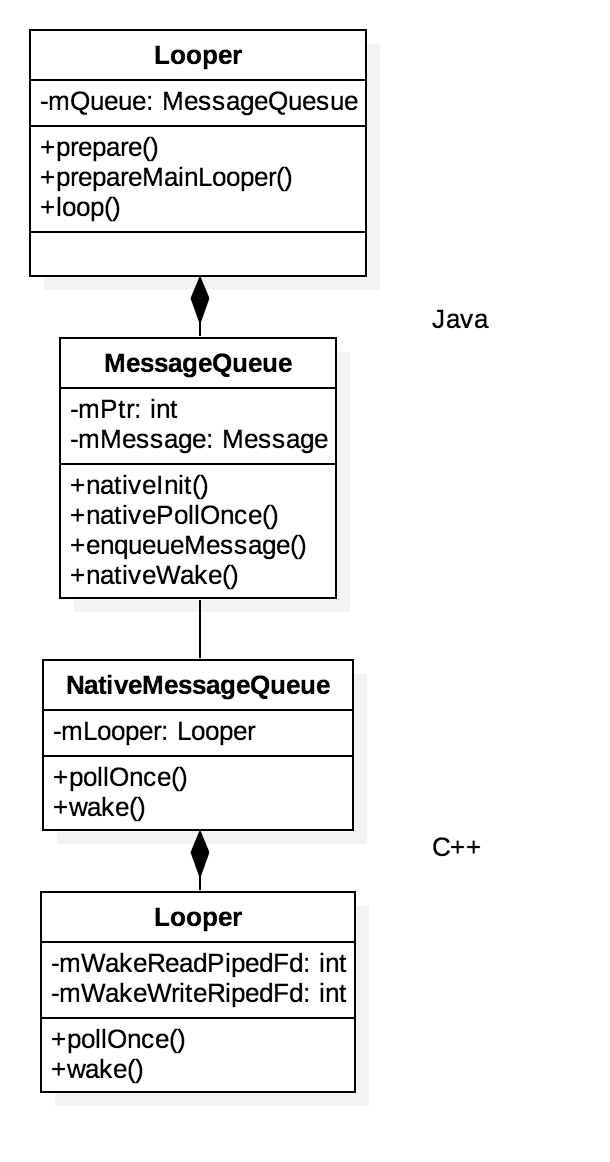 Looper
-mQueue: MessageQuesue
+prepare()
+prepareMainLooper()
+loop()
Java
MessageQueue
-mPtr: int
-mMessage: Message
+nativeInit()
+nativePollOnce()
+enqueueMessage()
+nativeWake()
NativeMessageQueue
-mLooper: Looper
+pollOnce()
+wake()
C++
Looper
-mWakeReadPipedFd: int
-mWakeWriteRipedFd: int
+pollOnce()
+wake()